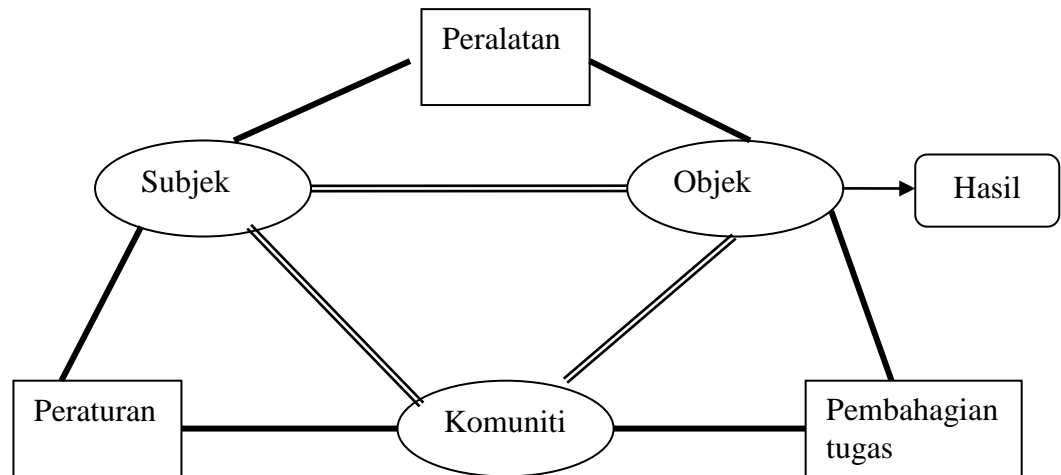 Peralatan
Subjek
Objek
Hasil
Peraturan
Komuniti
Pembahagian
tugas